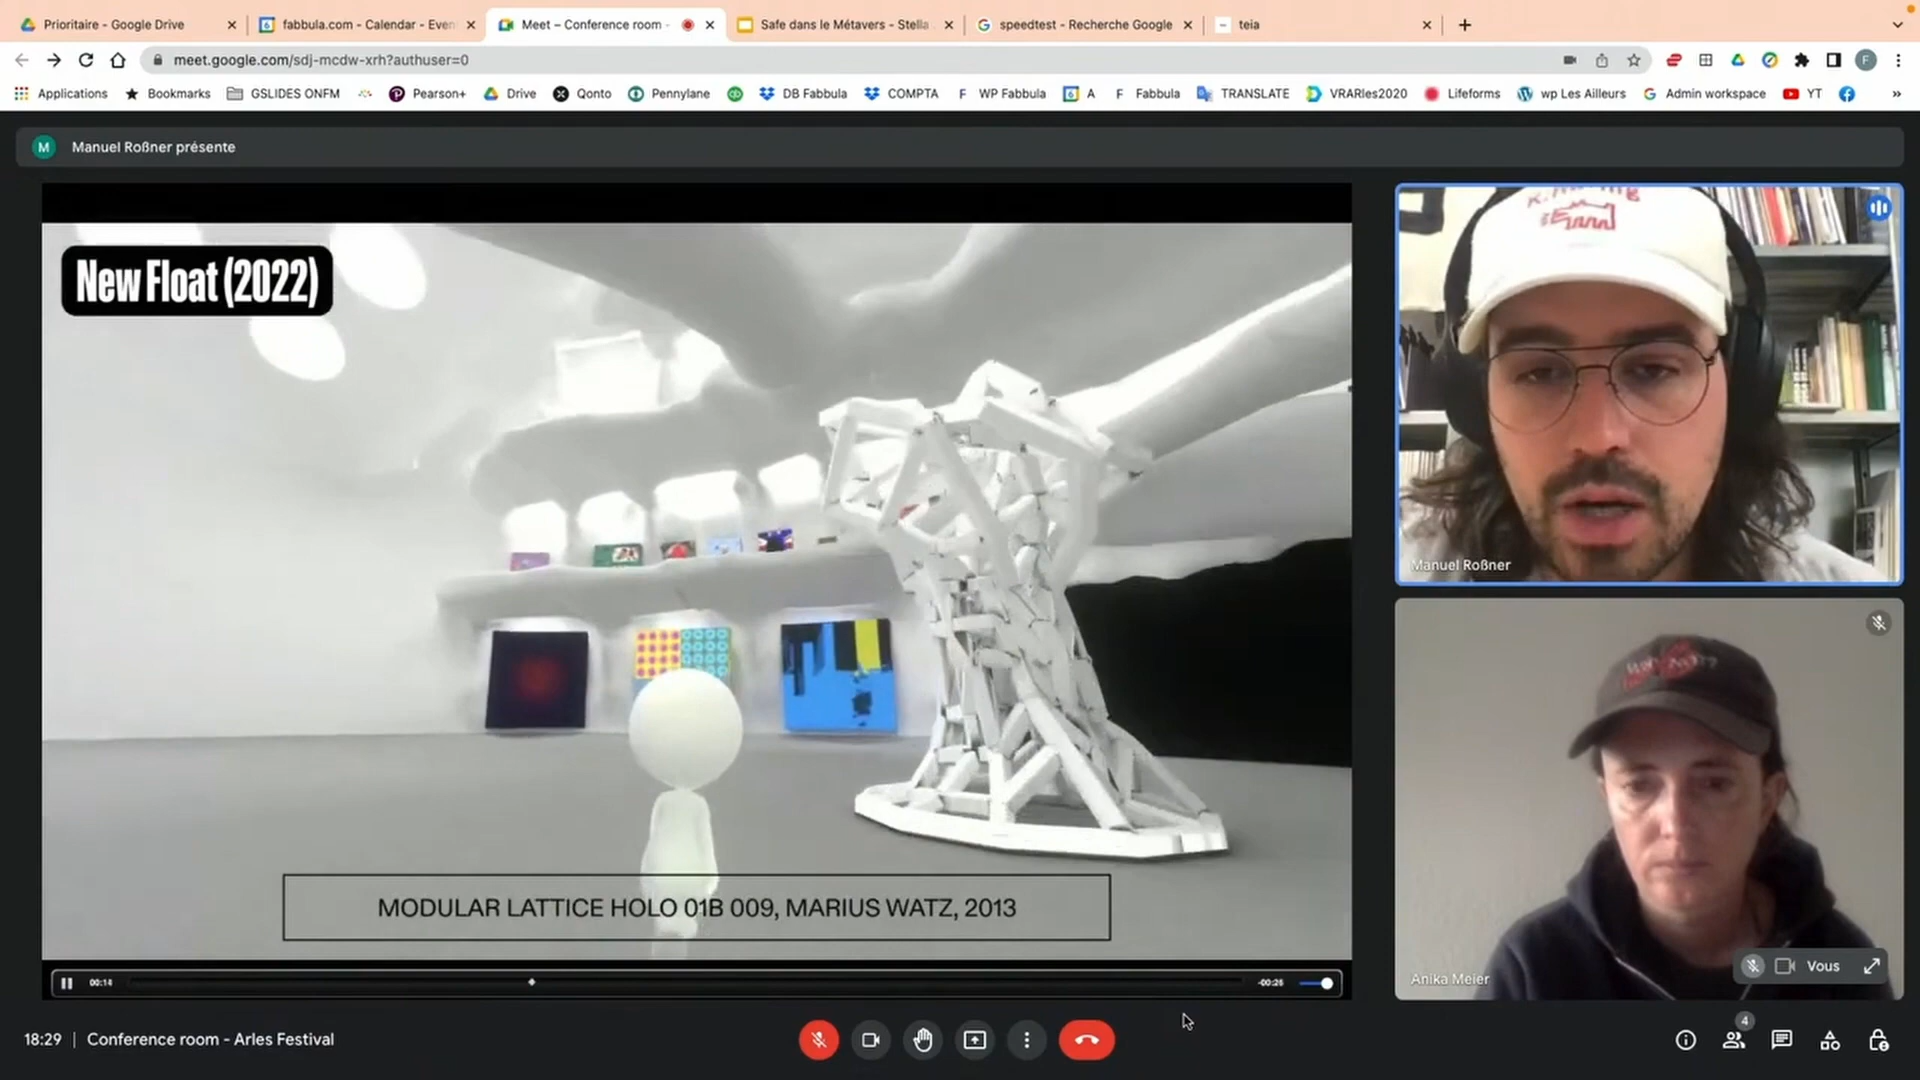 Prioritaire - Google Drive
fabbula.com - Calendar - Even
Meet – Conference room -
Safe dans le Métavers - Stella
speedtest - Recherche Google
teia
meet.google.com/sdj-mcdw-xrh?authuser=0
F
Applications
Bookmarks
GSLIDES ONFM
Pearson+
Drive
Qonto
Pennylane
DB Fabbula
COMPTA
F WP Fabbula
A
F Fabbula
TRANSLATE
VRARles2020
Lifeforms
wp Les Ailleurs
Admin workspace
YT
»
M Manuel Roßner présente
New Float (2022)
MODULAR LATTICE HOLO 01B 009, MARIUS WATZ, 2013
00:14
-00:26
Manuel Roßner
Anika Meier
Vous
18:29 | Conference room - Arles Festival
4